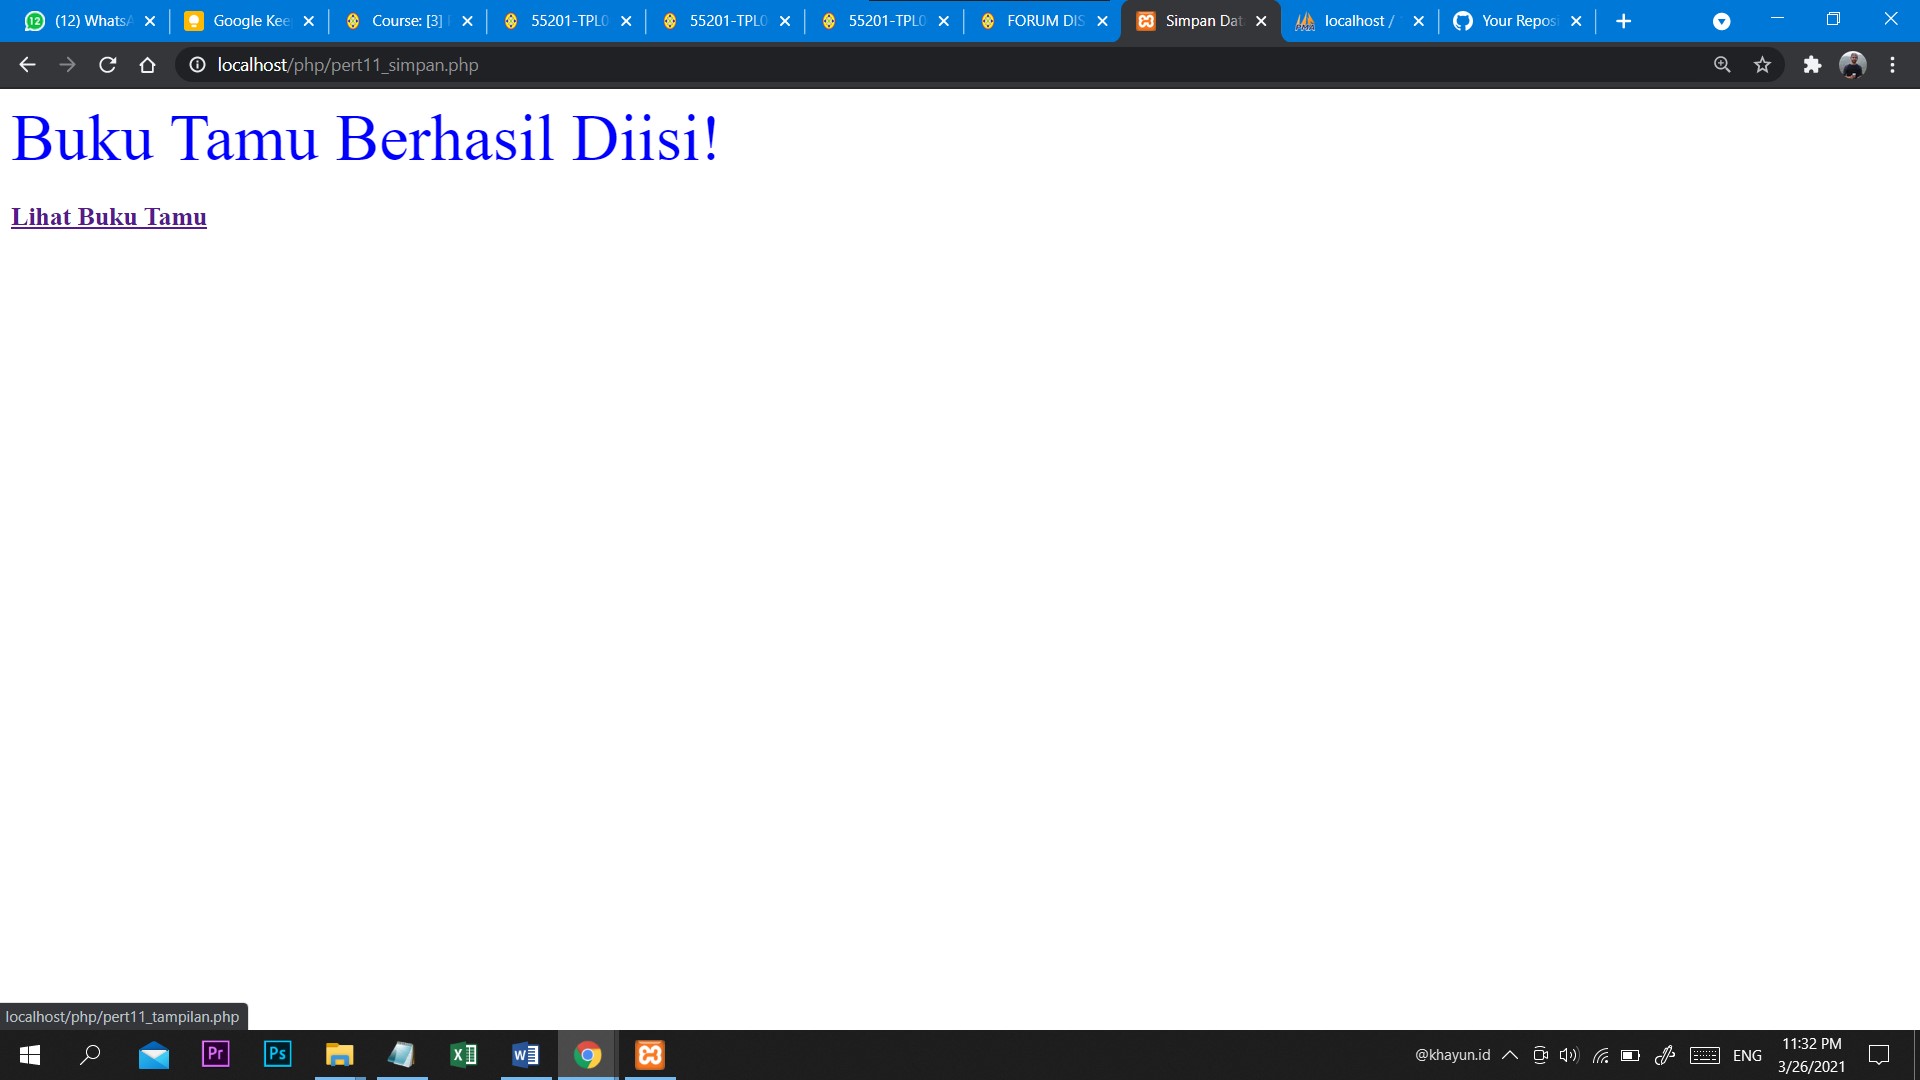 (12) WhatsA
Google Kee
Course: [3]
55201-TPL0
55201-TPL0
55201-TPL0
FORUM DIS
Simpan Dat
localhost /
Your Reposi
localhost/php/pert11_simpan.php
Buku Tamu Berhasil Diisi!
Lihat Buku Tamu
localhost/php/pert11_tampilan.php
Pr
Ps
@khayun.id
ENG
11:32 PM
3/26/2021